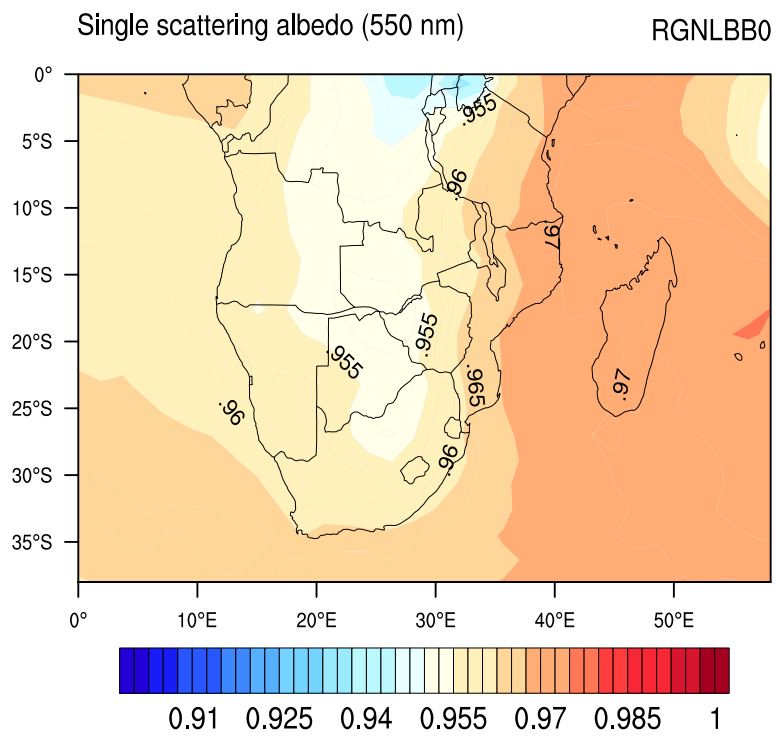 Single scattering albedo (550 nm) RGNLBB0
0°
.955
5°S
.96
10°S
.97
15°S
20°S
.955
.955
.965
.97
25°S
.96
30°S
.96
35°S
0° 10°E 20°E 30°E 40°E 50°E
0.91 0.925 0.94 0.955 0.97 0.985 1